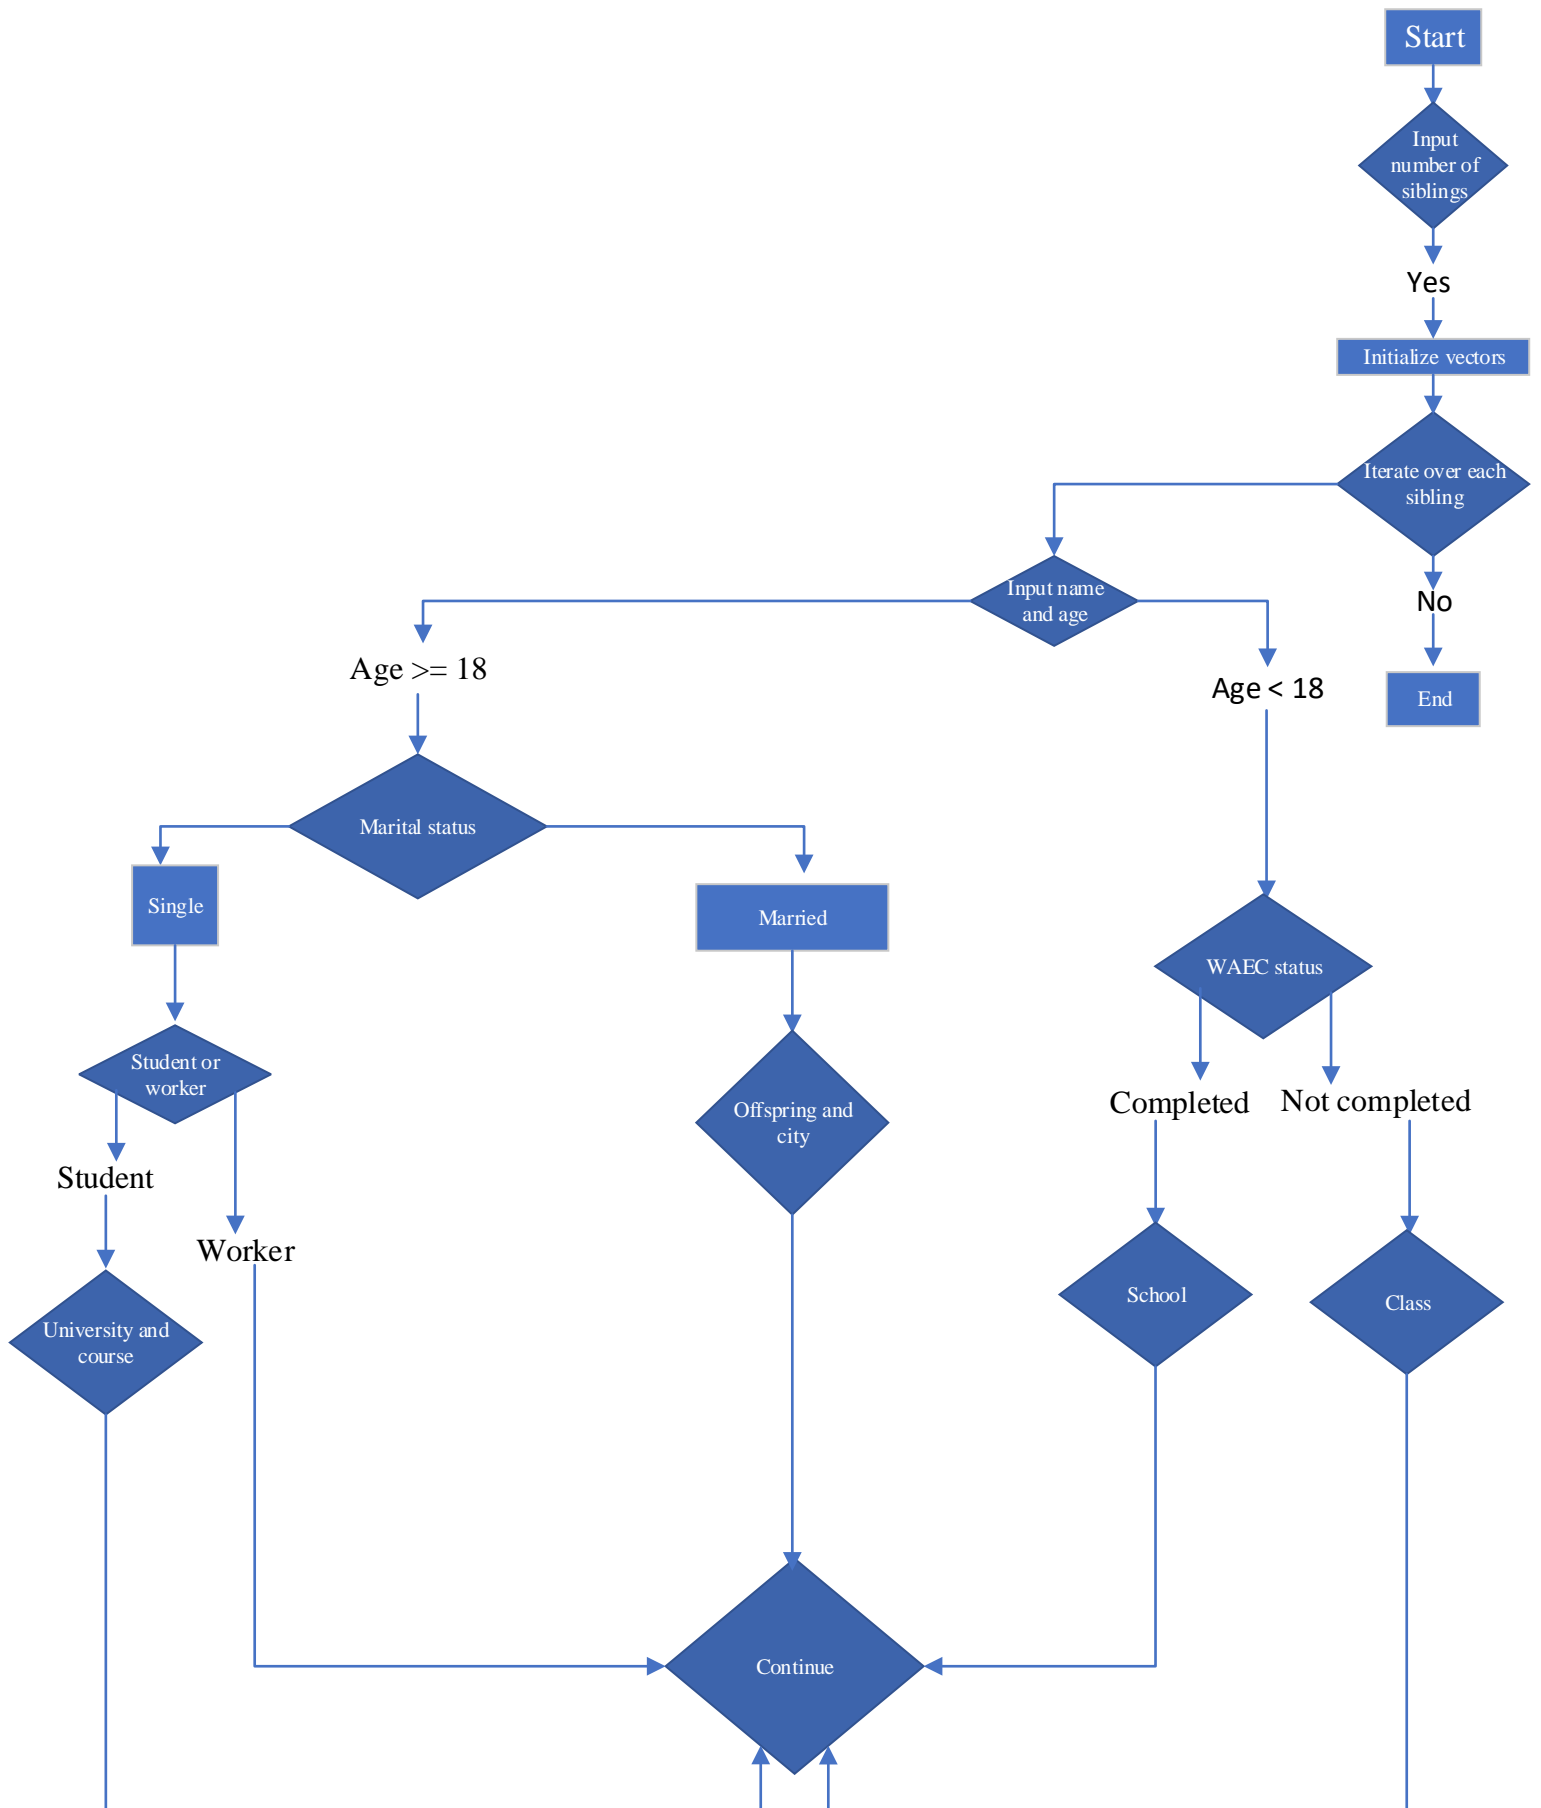 Start
Input
number of
siblings
Yes
Initialize vectors
Iterate over each
sibling
Input name
and age
No
Age >= 18
Age < 18
End
Marital status
Single
Married
WAEC status
Student or
worker
Offspring and
city
Completed
Not completed
Student
Worker
School
Class
University and
course
Continue